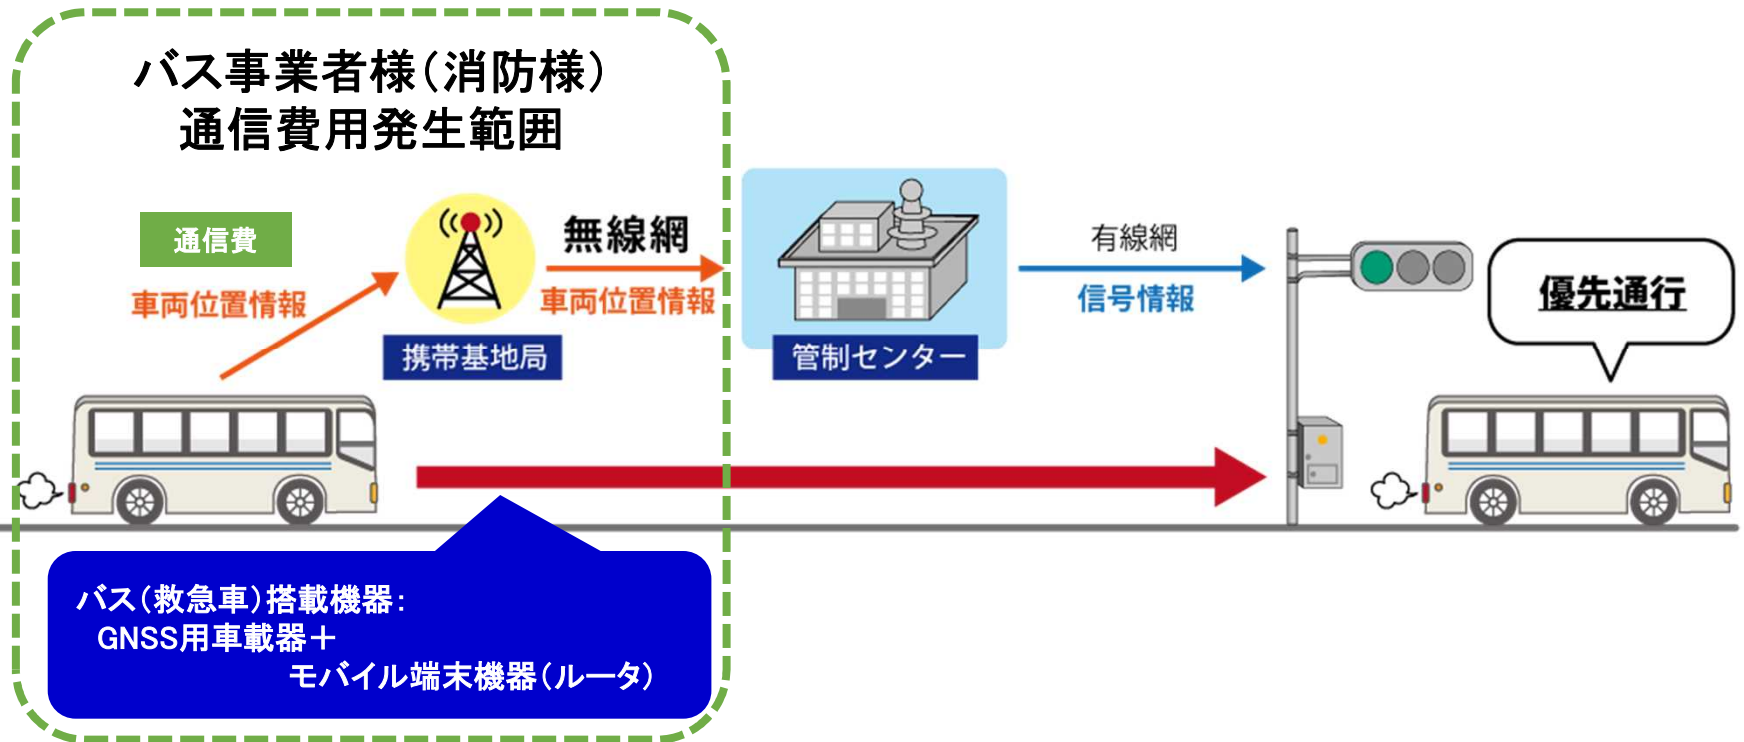 バス事業者様（消防様）
通信費用発生範囲
通信費
車両位置情報
携帯基地局
無線網
車両位置情報
管制センター
有線網
信号情報
優先通行
バス（救急車）搭載機器：
GNSS用車載器＋
モバイル端末機器（ルータ）